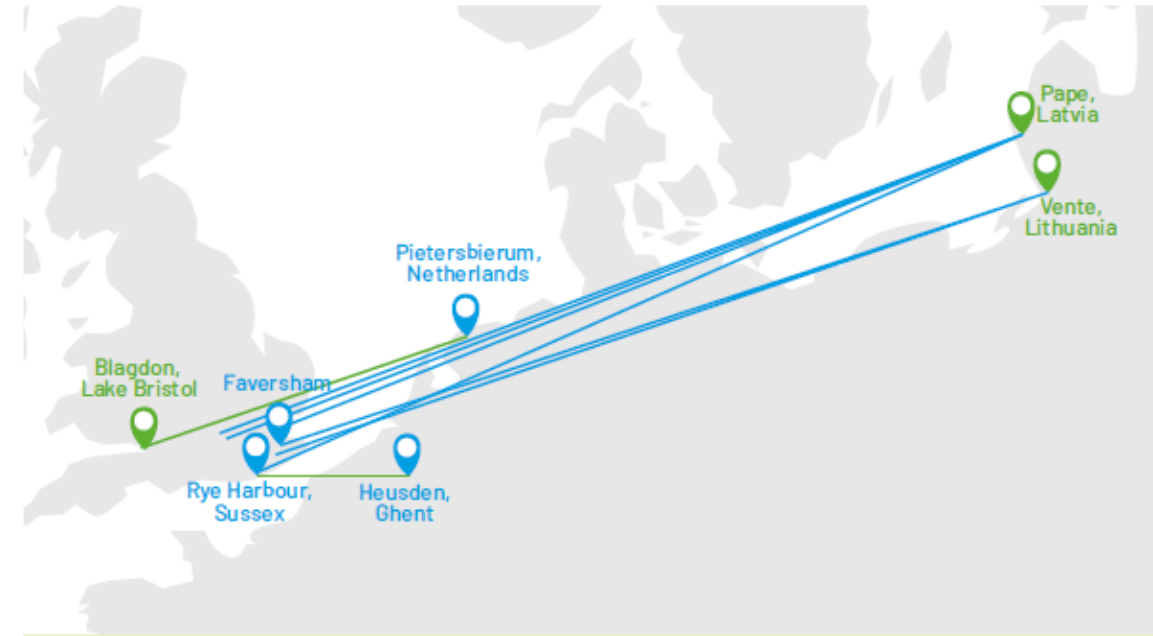 Pape,
Latvia
Vente,
Lithuania
Pietersbierum,
Netherlands
Blagdon,
Lake Bristol
Faversham
Rye Harbour,
Sussex
Heusden,
Ghent